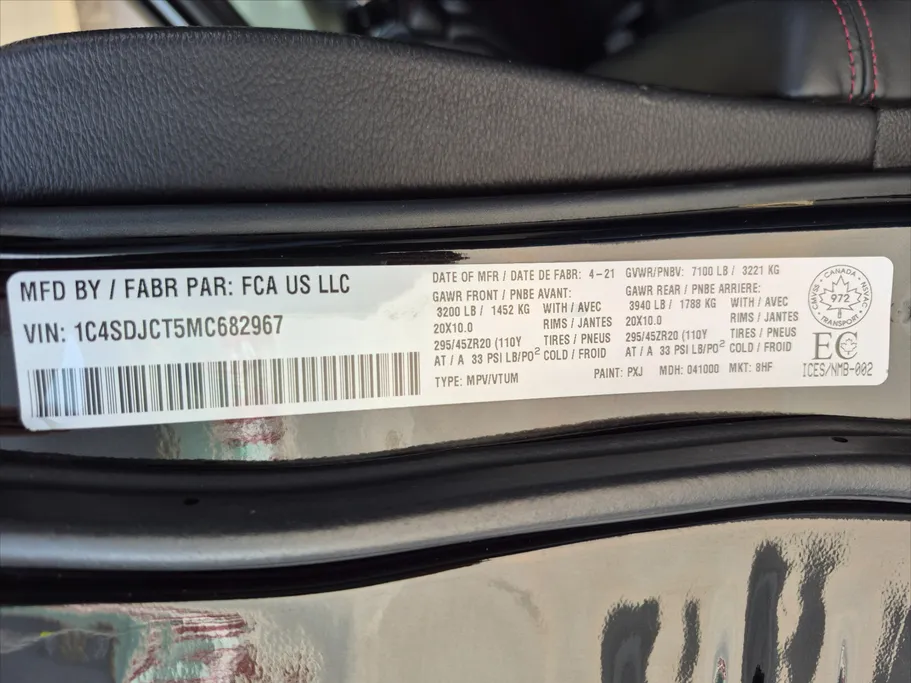 MFD BY / FABR PAR: FCA US LLC
VIN: 1C4SDJCT5MC682967
DATE OF MFR / DATE DE FABR: 4-21
GAWR FRONT / PNBE AVANT:
3200 LB / 1452 KG WITH / AVEC
20X10.0 RIMS / JANTES
295/45ZR20 (110Y TIRES / PNEUS
AT / A 33 PSI LB/PO² COLD / FROID
TYPE: MPV/VTUM
GVWR/PNBV: 7100 LB / 3221 KG
GAWR REAR / PNBE ARRIERE:
3940 LB / 1788 KG WITH / AVEC
20X10.0 RIMS / JANTES
295/45ZR20 (110Y TIRES / PNEUS
AT / A 33 PSI LB/PO² COLD / FROID
PAINT: PXJ MDH: 041000 MKT: 8HF
CANADA
CMVSS
NSVAC
972
8
EC
ICES/NMB-002